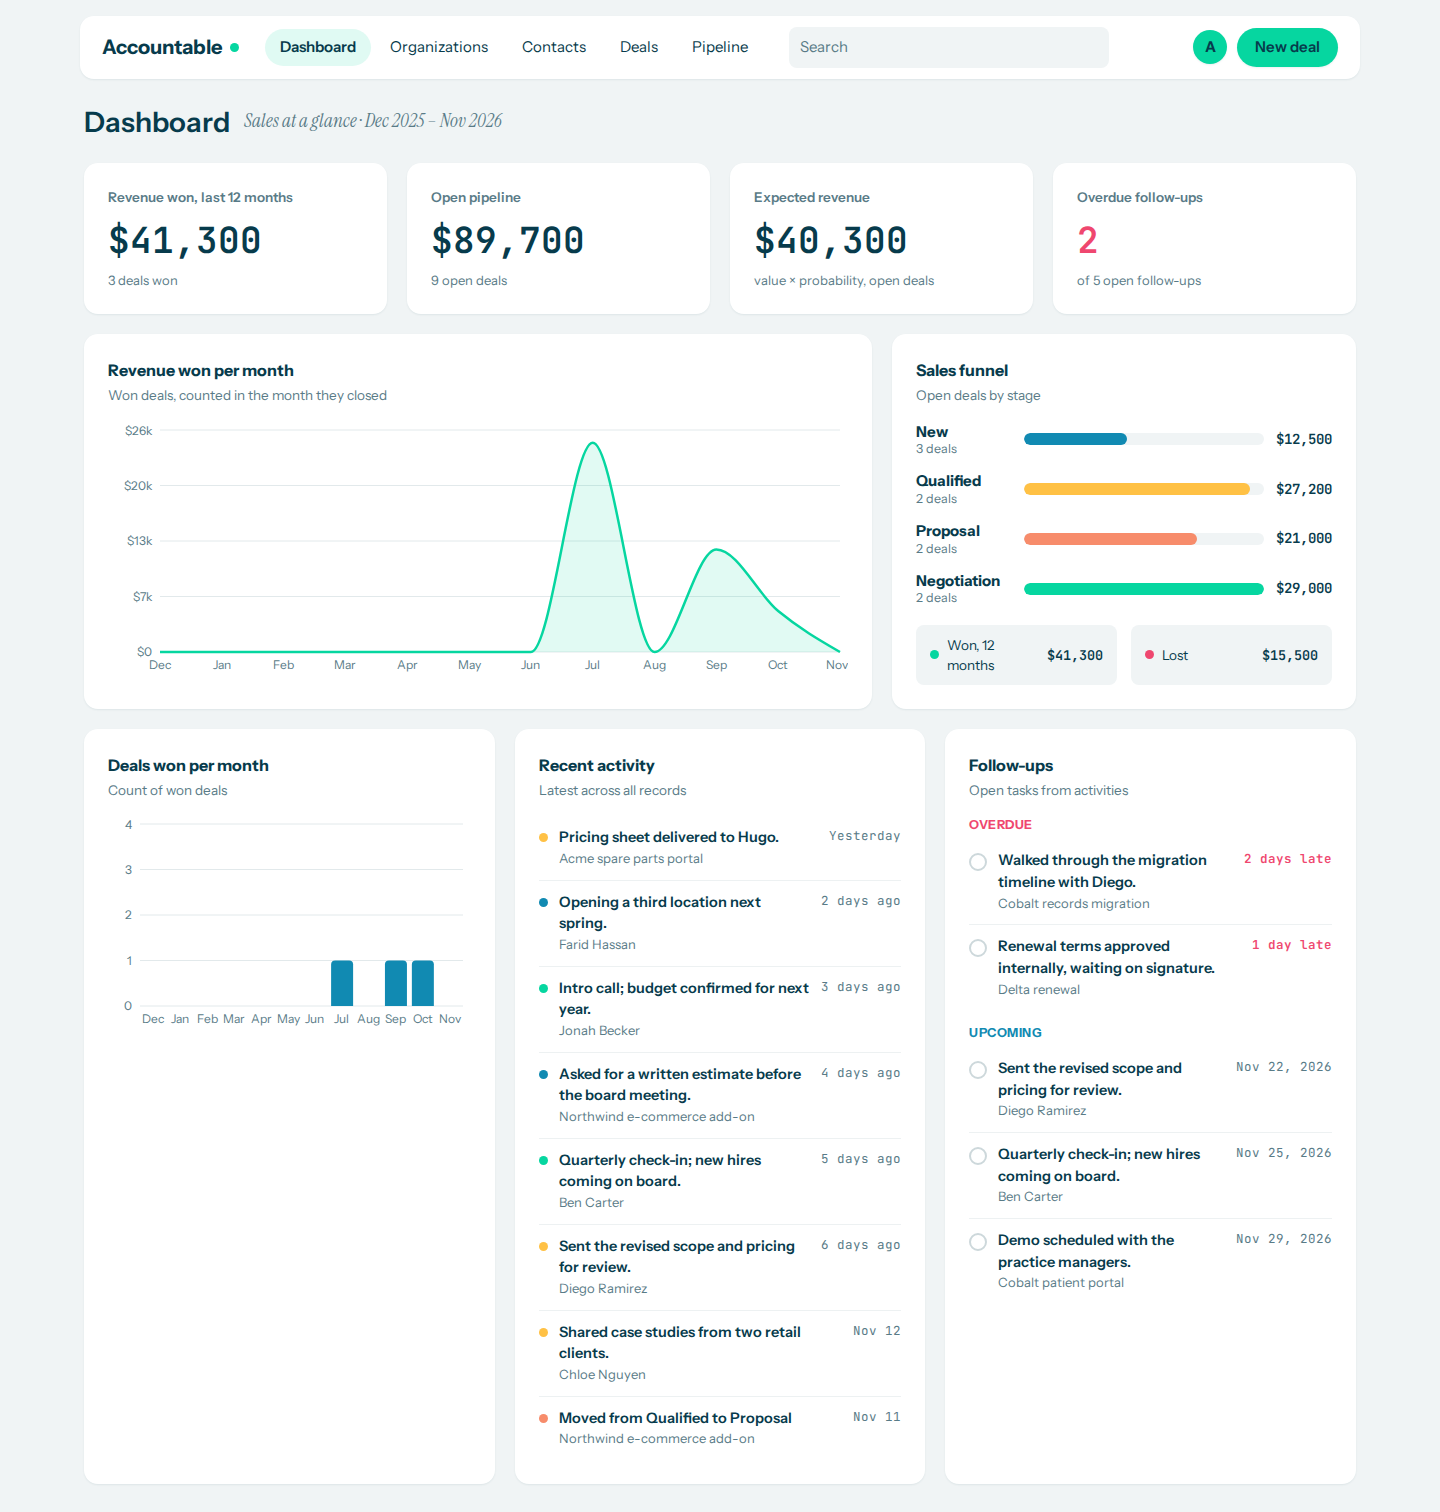 Accountable
Dashboard
Organizations
Contacts
Deals
Pipeline
Search
A
New deal
Dashboard
Sales at a glance · Dec 2025 – Nov 2026
Revenue won, last 12 months
$41,300
3 deals won
Open pipeline
$89,700
9 open deals
Expected revenue
$40,300
value × probability, open deals
Overdue follow-ups
2
of 5 open follow-ups
Revenue won per month
Won deals, counted in the month they closed
$26k
$20k
$13k
$7k
$0
Dec Jan Feb Mar Apr May Jun Jul Aug Sep Oct Nov
Sales funnel
Open deals by stage
New
3 deals
$12,500
Qualified
2 deals
$27,200
Proposal
2 deals
$21,000
Negotiation
2 deals
$29,000
Won, 12
months
$41,300
Lost
$15,500
Deals won per month
Count of won deals
4
3
2
1
0
Dec Jan Feb Mar Apr May Jun Jul Aug Sep Oct Nov
Recent activity
Latest across all records
Pricing sheet delivered to Hugo.
Yesterday
Acme spare parts portal
Opening a third location next
2 days ago
spring.
Farid Hassan
Intro call; budget confirmed for next
3 days ago
year.
Jonah Becker
Asked for a written estimate before
4 days ago
the board meeting.
Northwind e-commerce add-on
Quarterly check-in; new hires
5 days ago
coming on board.
Ben Carter
Sent the revised scope and pricing
6 days ago
for review.
Diego Ramirez
Shared case studies from two retail
Nov 12
clients.
Chloe Nguyen
Moved from Qualified to Proposal
Nov 11
Northwind e-commerce add-on
Follow-ups
Open tasks from activities
OVERDUE
Walked through the migration
2 days late
timeline with Diego.
Cobalt records migration
Renewal terms approved
1 day late
internally, waiting on signature.
Delta renewal
UPCOMING
Sent the revised scope and
Nov 22, 2026
pricing for review.
Diego Ramirez
Quarterly check-in; new hires
Nov 25, 2026
coming on board.
Ben Carter
Demo scheduled with the
Nov 29, 2026
practice managers.
Cobalt patient portal